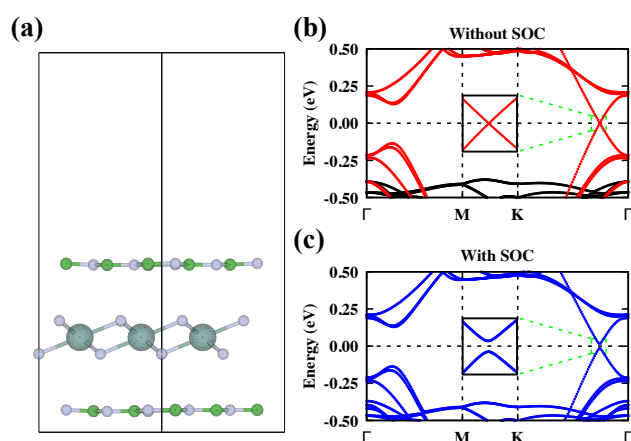 (a)
(b)
Without SOC
Energy (eV)
0.50
0.25
0.00
-0.25
-0.50
Γ
M
K
Γ
(c)
With SOC
Energy (eV)
0.50
0.25
0.00
-0.25
-0.50
Γ
M
K
Γ